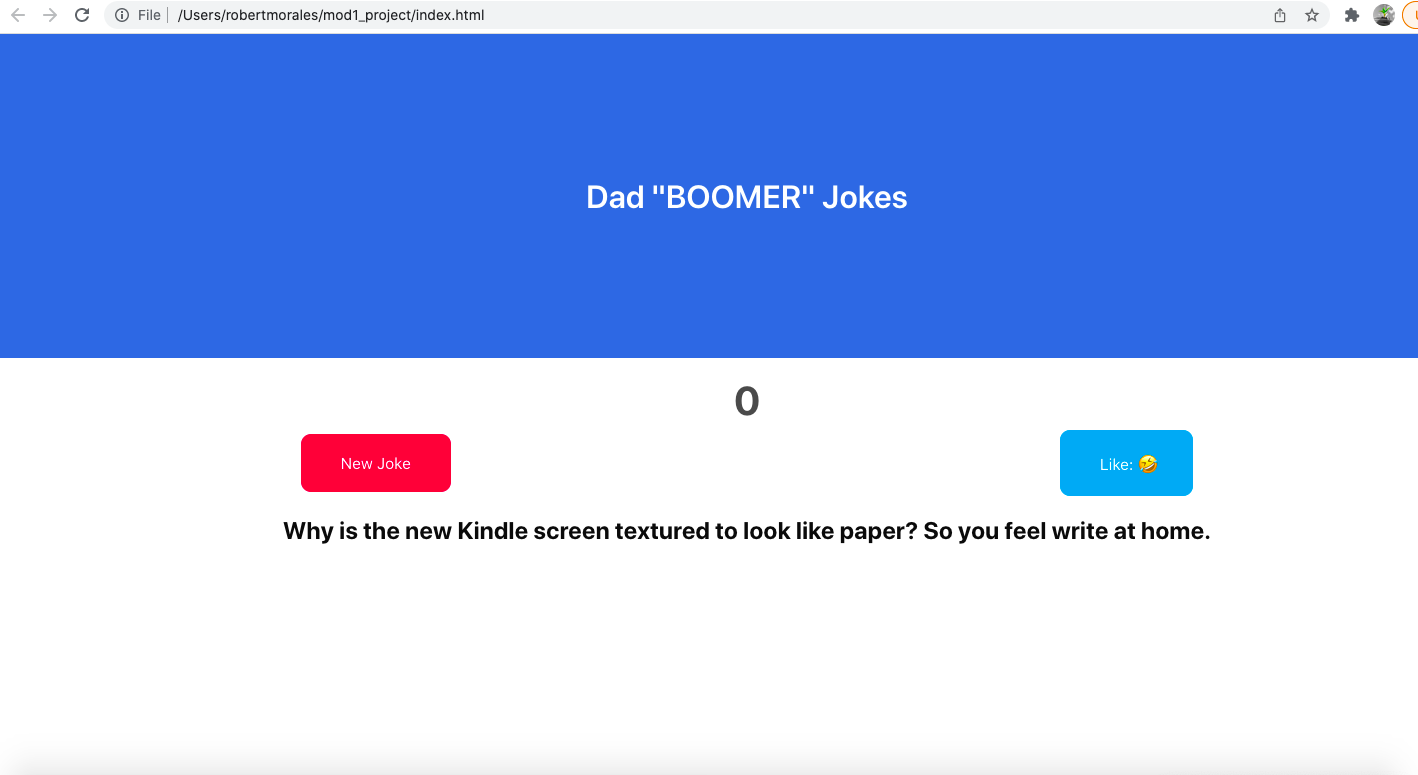 File /Users/robertmorales/mod1_project/index.html
Dad "BOOMER" Jokes
0
New Joke
Like: 🤣
Why is the new Kindle screen textured to look like paper? So you feel write at home.